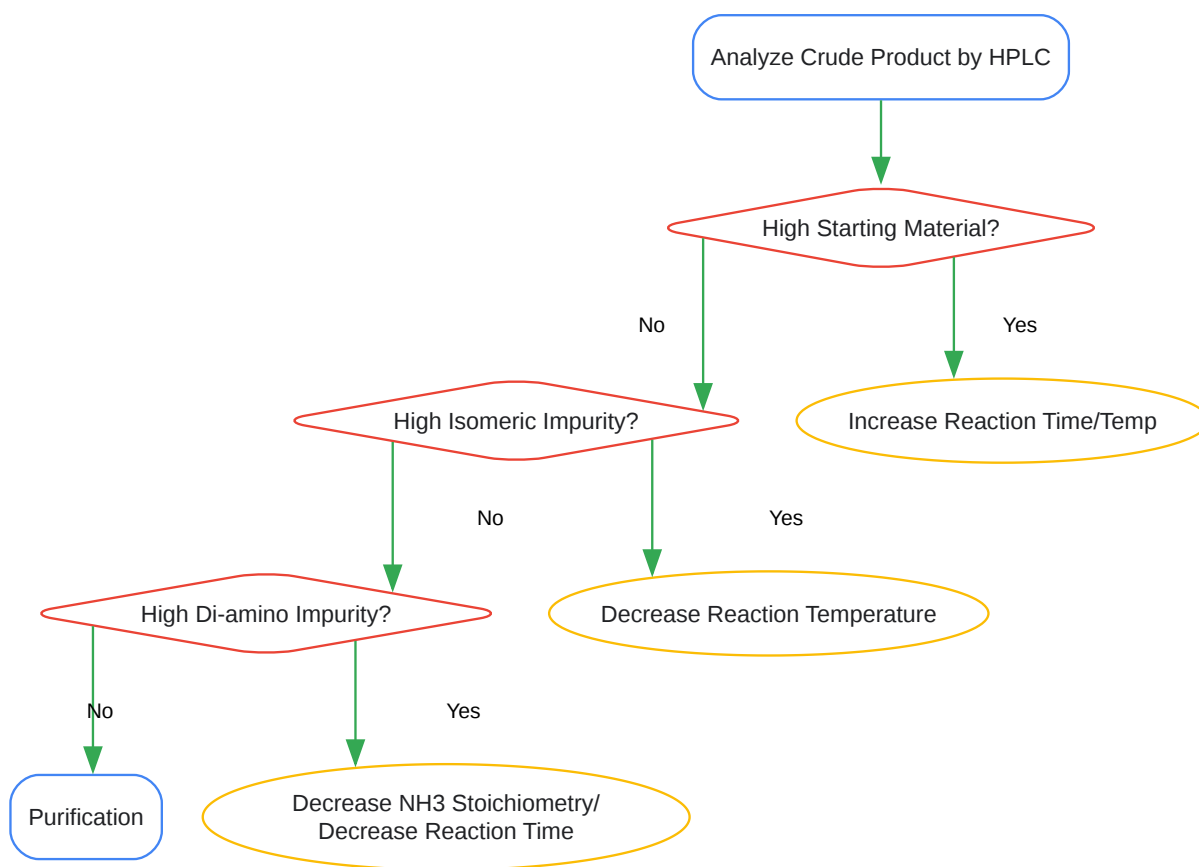 Analyze Crude Product by HPLC
High Starting Material?
No
Yes
High Isomeric Impurity?
Increase Reaction Time/Temp
No
Yes
High Di-amino Impurity?
Decrease Reaction Temperature
No
Yes
Purification
Decrease NH3 Stoichiometry/
Decrease Reaction Time